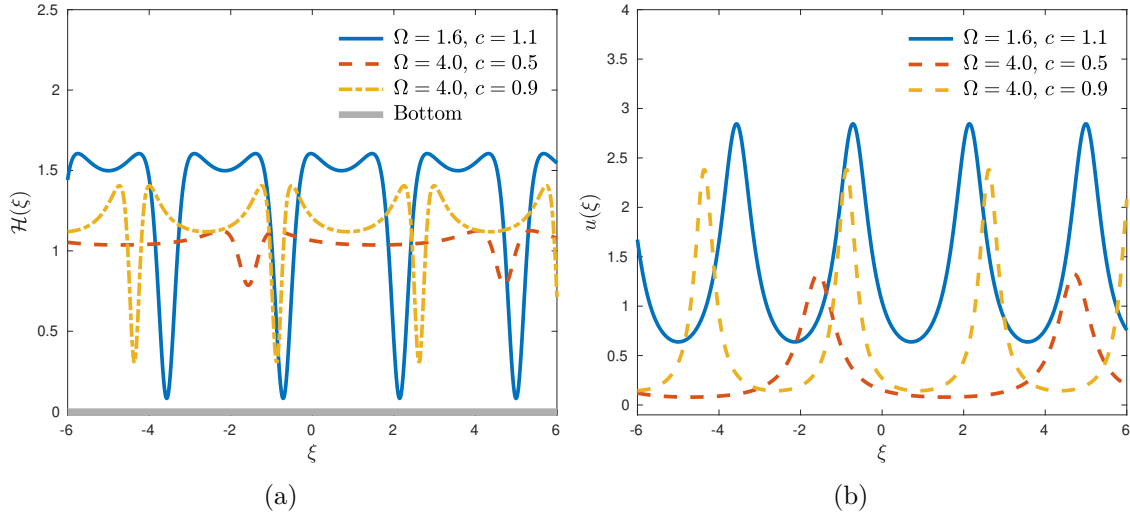 2.5
2
1.5
1
0.5
0
-6 -4 -2 0 2 4 6
ℋ(ξ)
ξ
Ω = 1.6, c = 1.1
Ω = 4.0, c = 0.5
Ω = 4.0, c = 0.9
Bottom
(a)
4
3.5
3
2.5
2
1.5
1
0.5
0
-6 -4 -2 0 2 4 6
u(ξ)
ξ
Ω = 1.6, c = 1.1
Ω = 4.0, c = 0.5
Ω = 4.0, c = 0.9
(b)